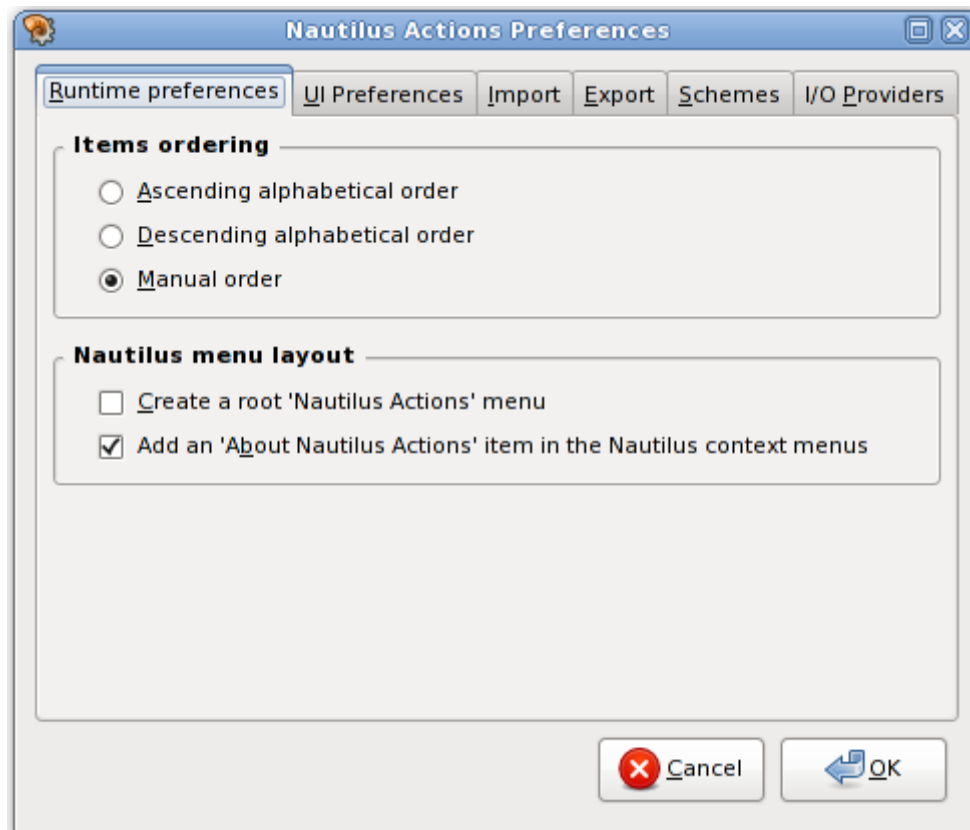 Nautilus Actions Preferences
Runtime preferences UI Preferences Import Export Schemes I/O Providers
Items ordering
Ascending alphabetical order
Descending alphabetical order
Manual order
Nautilus menu layout
Create a root 'Nautilus Actions' menu
Add an 'About Nautilus Actions' item in the Nautilus context menus
Cancel OK